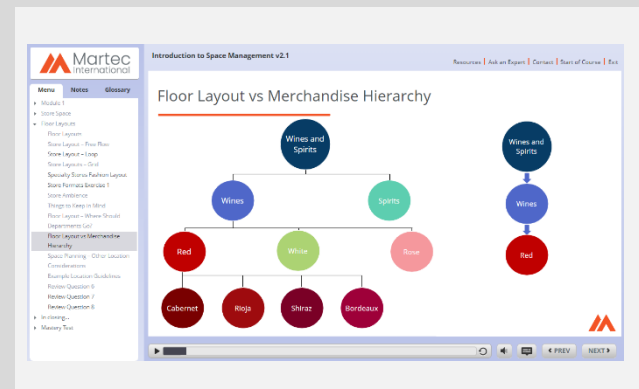 Martec
International
Introduction to Space Management v2.1
Resources | Ask an Expert | Contact | Start of Course | Exit
Menu Notes Glossary
Module 1
Store Space
Floor Layouts
Floor Layouts
Store Layout – Free Flow
Store Layout – Loop
Store Layouts – Grid
Specialty Stores Fashion Layout
Store Formats Exercise 1
Store Ambience
Things to Keep in Mind
Floor Layout – Where Should
Departments Go?
Floor Layout vs Merchandise
Hierarchy
Space Planning - Other Location
Considerations
Example Location Guidelines
Review Question 6
Review Question 7
Review Question 8
In closing...
Mastery Test
Floor Layout vs Merchandise Hierarchy
Wines and
Spirits
Wines
Spirits
Red
White
Rose
Cabernet
Rioja
Shiraz
Bordeaux
Wines and
Spirits
Wines
Red
PREV
NEXT